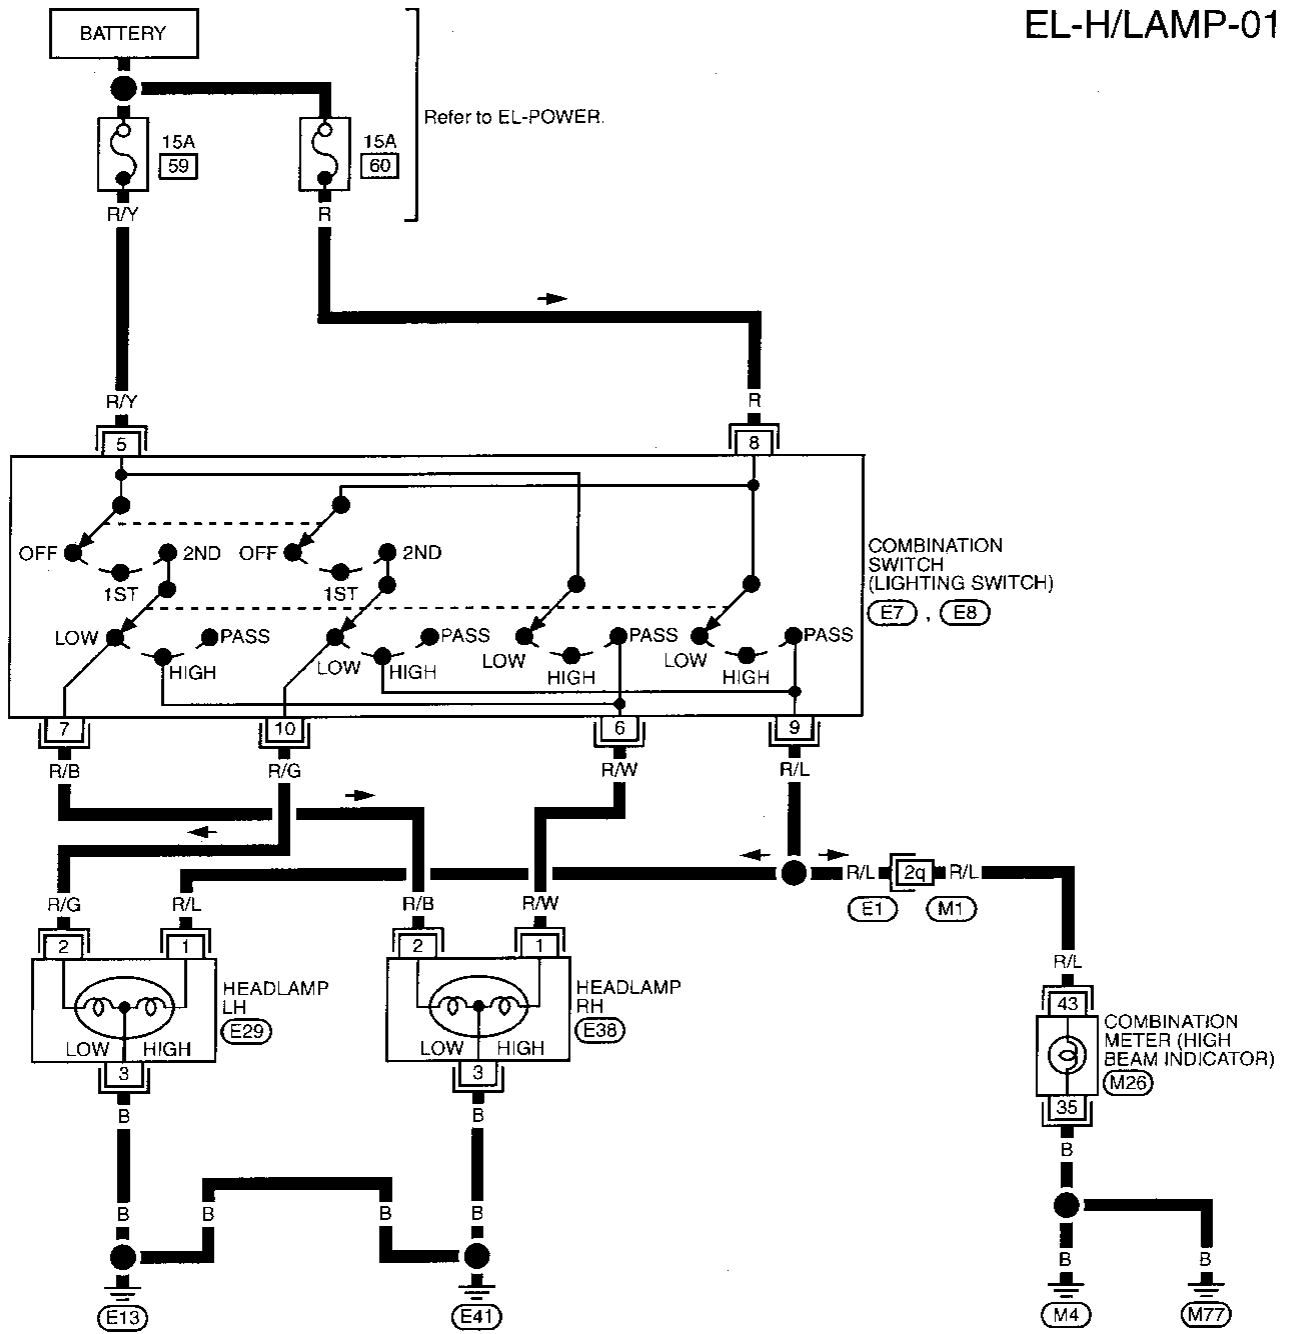 EL-H/LAMP-01
BATTERY
Refer to EL-POWER.
15A
59
15A
60
R/Y
R
R/Y
R
5
8
OFF
2ND
1ST
OFF
2ND
1ST
COMBINATION
SWITCH
(LIGHTING SWITCH)
E7 , E8
LOW
PASS
HIGH
LOW
PASS
HIGH
LOW
PASS
HIGH
LOW
PASS
HIGH
7
10
6
9
R/B
R/G
R/W
R/L
R/L
2q
R/L
E1
M1
R/G
R/L
R/B
R/W
2
1
2
1
HEADLAMP
LH
E29
LOW
HIGH
HEADLAMP
RH
E38
LOW
HIGH
R/L
43
COMBINATION
METER (HIGH
BEAM INDICATOR)
M26
35
3
3
B
B
B
B
B
B
B
B
B
E13
E41
M4
M77